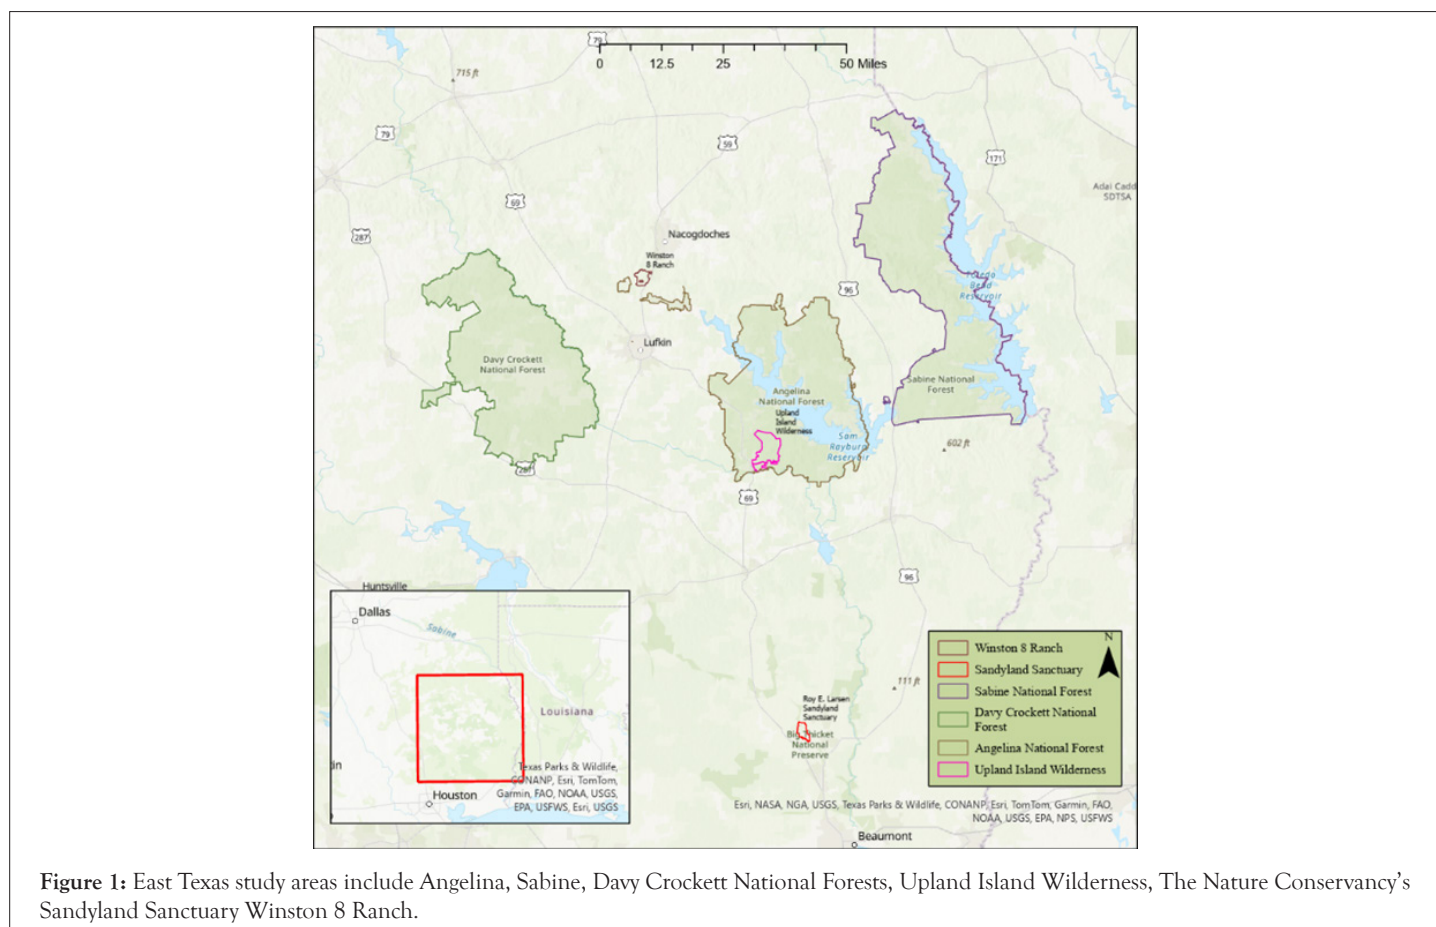 79
0 12.5 25 50 Miles
715 ft
79
59
171
Adai Cadd
SDTSA
69
287
Nacogdoches
Winston
8 Ranch
96
Toledo
Bend
Reservoir
Lufkin
Davy Crockett
National Forest
Sabine National
Forest
Angelina
National Forest
Upland
Island
Wilderness
Sam
Rayburn
Reservoir
602 ft
287
69
96
Huntsville
Dallas
Sabine
Louisiana
Texas Parks & Wildlife,
CONANP, Esri, TomTom,
Garmin, FAO, NOAA, USGS,
EPA, USFWS, Esri, USGS
Houston
111 ft
Roy E. Larsen
Sandyland
Sanctuary
Big Thicket
National
Preserve
N
Winston 8 Ranch
Sandyland Sanctuary
Sabine National Forest
Davy Crockett National
Forest
Angelina National Forest
Upland Island Wilderness
Esri, NASA, NGA, USGS, Texas Parks & Wildlife, CONANP, Esri, TomTom, Garmin, FAO,
NOAA, USGS, EPA, NPS, USFWS
Beaumont
Figure 1: East Texas study areas include Angelina, Sabine, Davy Crockett National Forests, Upland Island Wilderness, The Nature Conservancy’s
Sandyland Sanctuary Winston 8 Ranch.